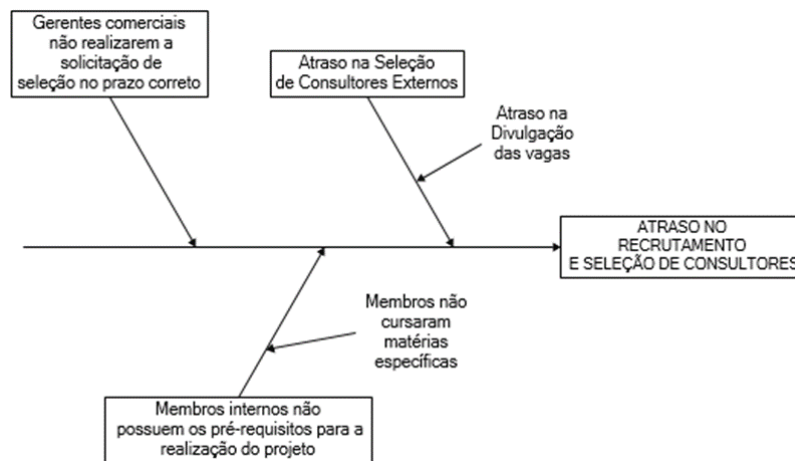 Gerentes comerciais
não realizarem a
solicitação de
seleção no prazo correto
Atraso na Seleção
de Consultores Externos
Atraso na
Divulgação
das vagas
ATRASO NO
RECRUTAMENTO
E SELEÇÃO DE CONSULTORES
Membros não
cursaram
matérias
específicas
Membros internos não
possuem os pré-requisitos para a
realização do projeto